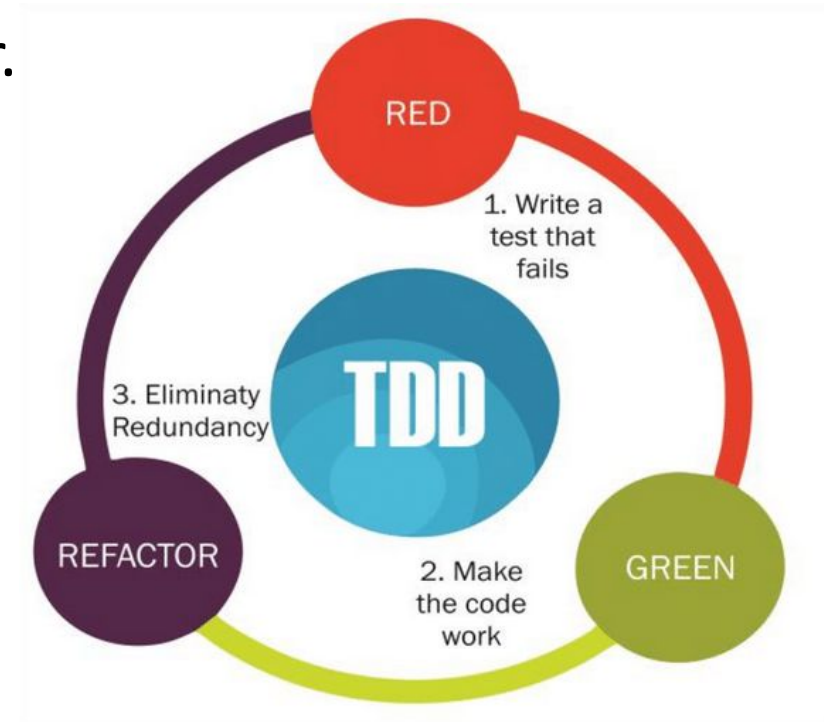 RED
1. Write a
test that
fails
TDD
3. Eliminaty
Redundancy
REFACTOR
GREEN
2. Make
the code
work